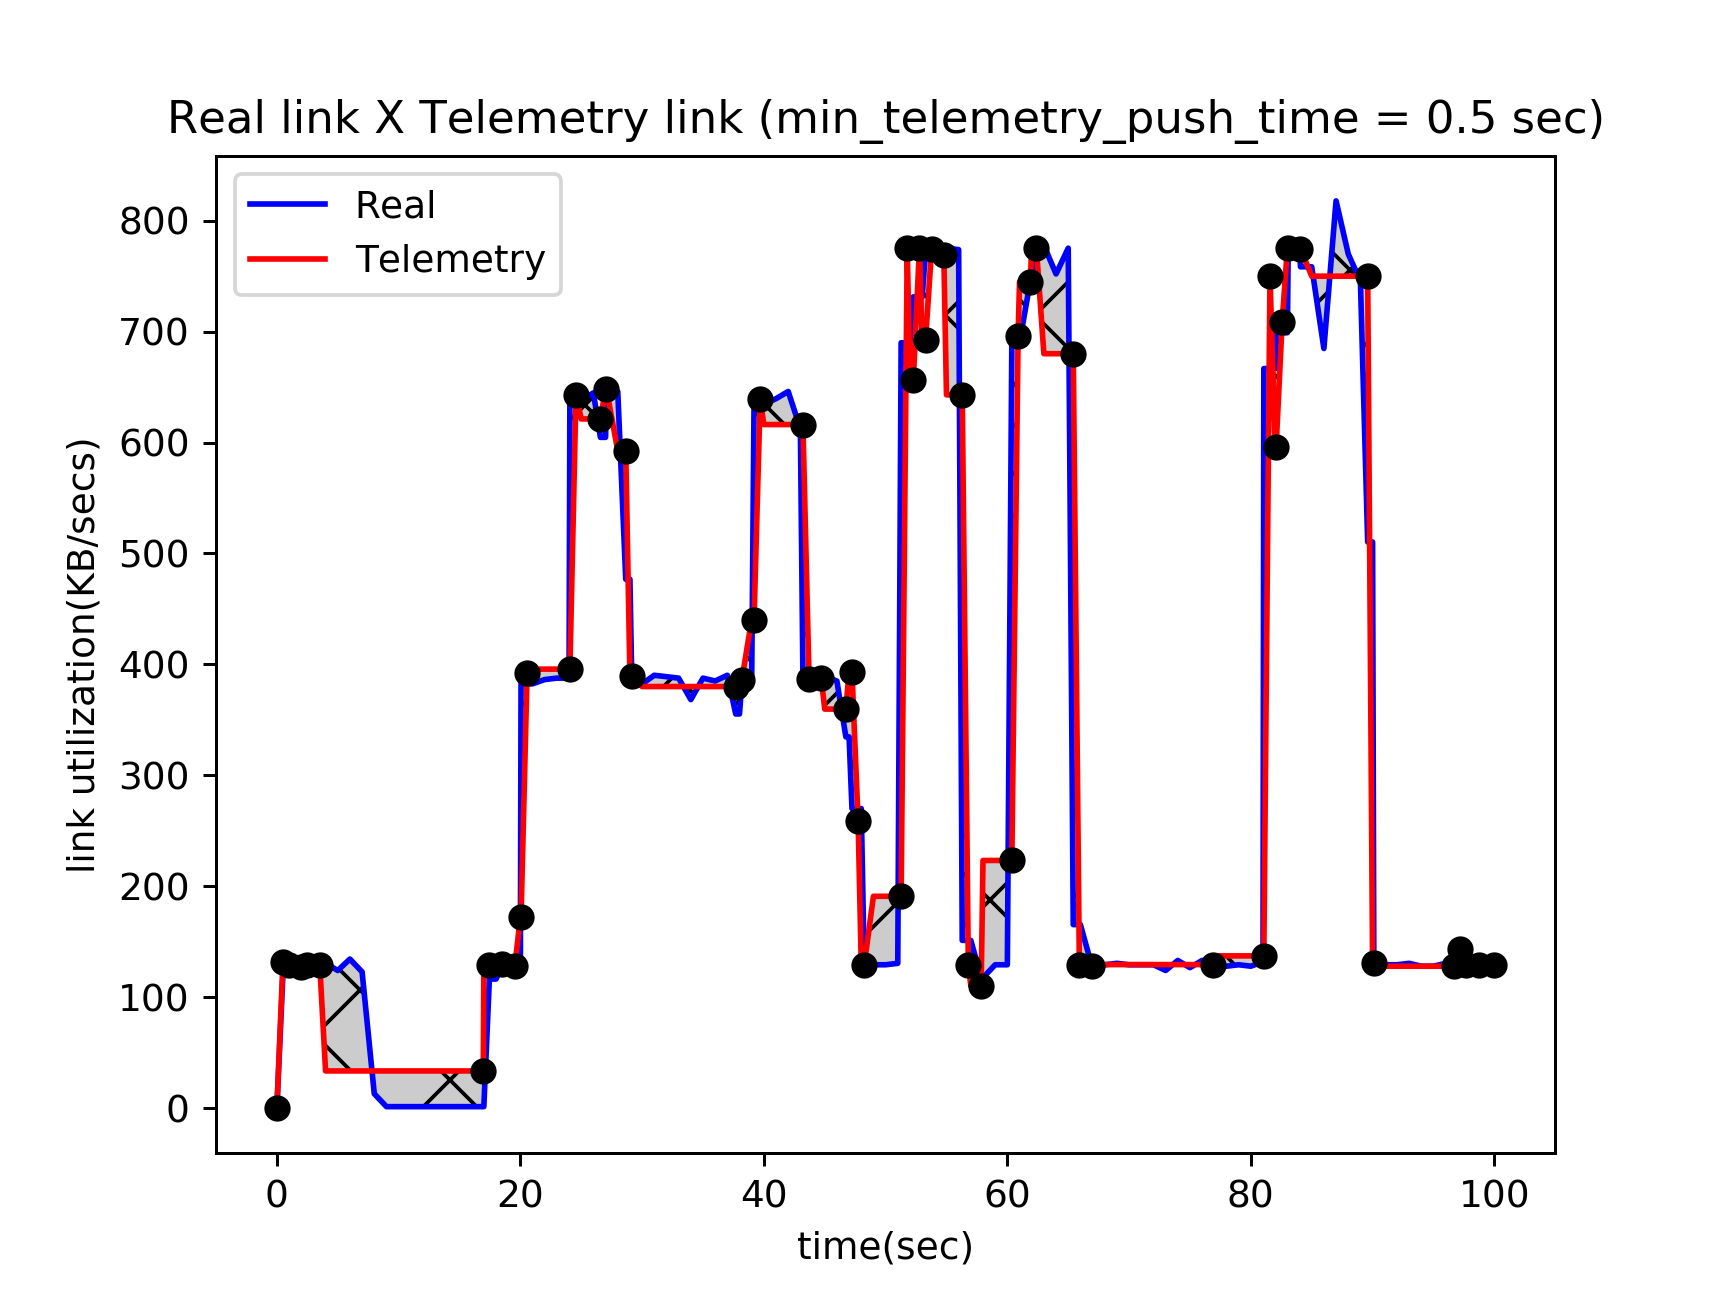 Real link X Telemetry link (min_telemetry_push_time = 0.5 sec)
Real
Telemetry
800
700
600
500
400
300
200
100
0
link utilization(KB/secs)
0 20 40 60 80 100
time(sec)